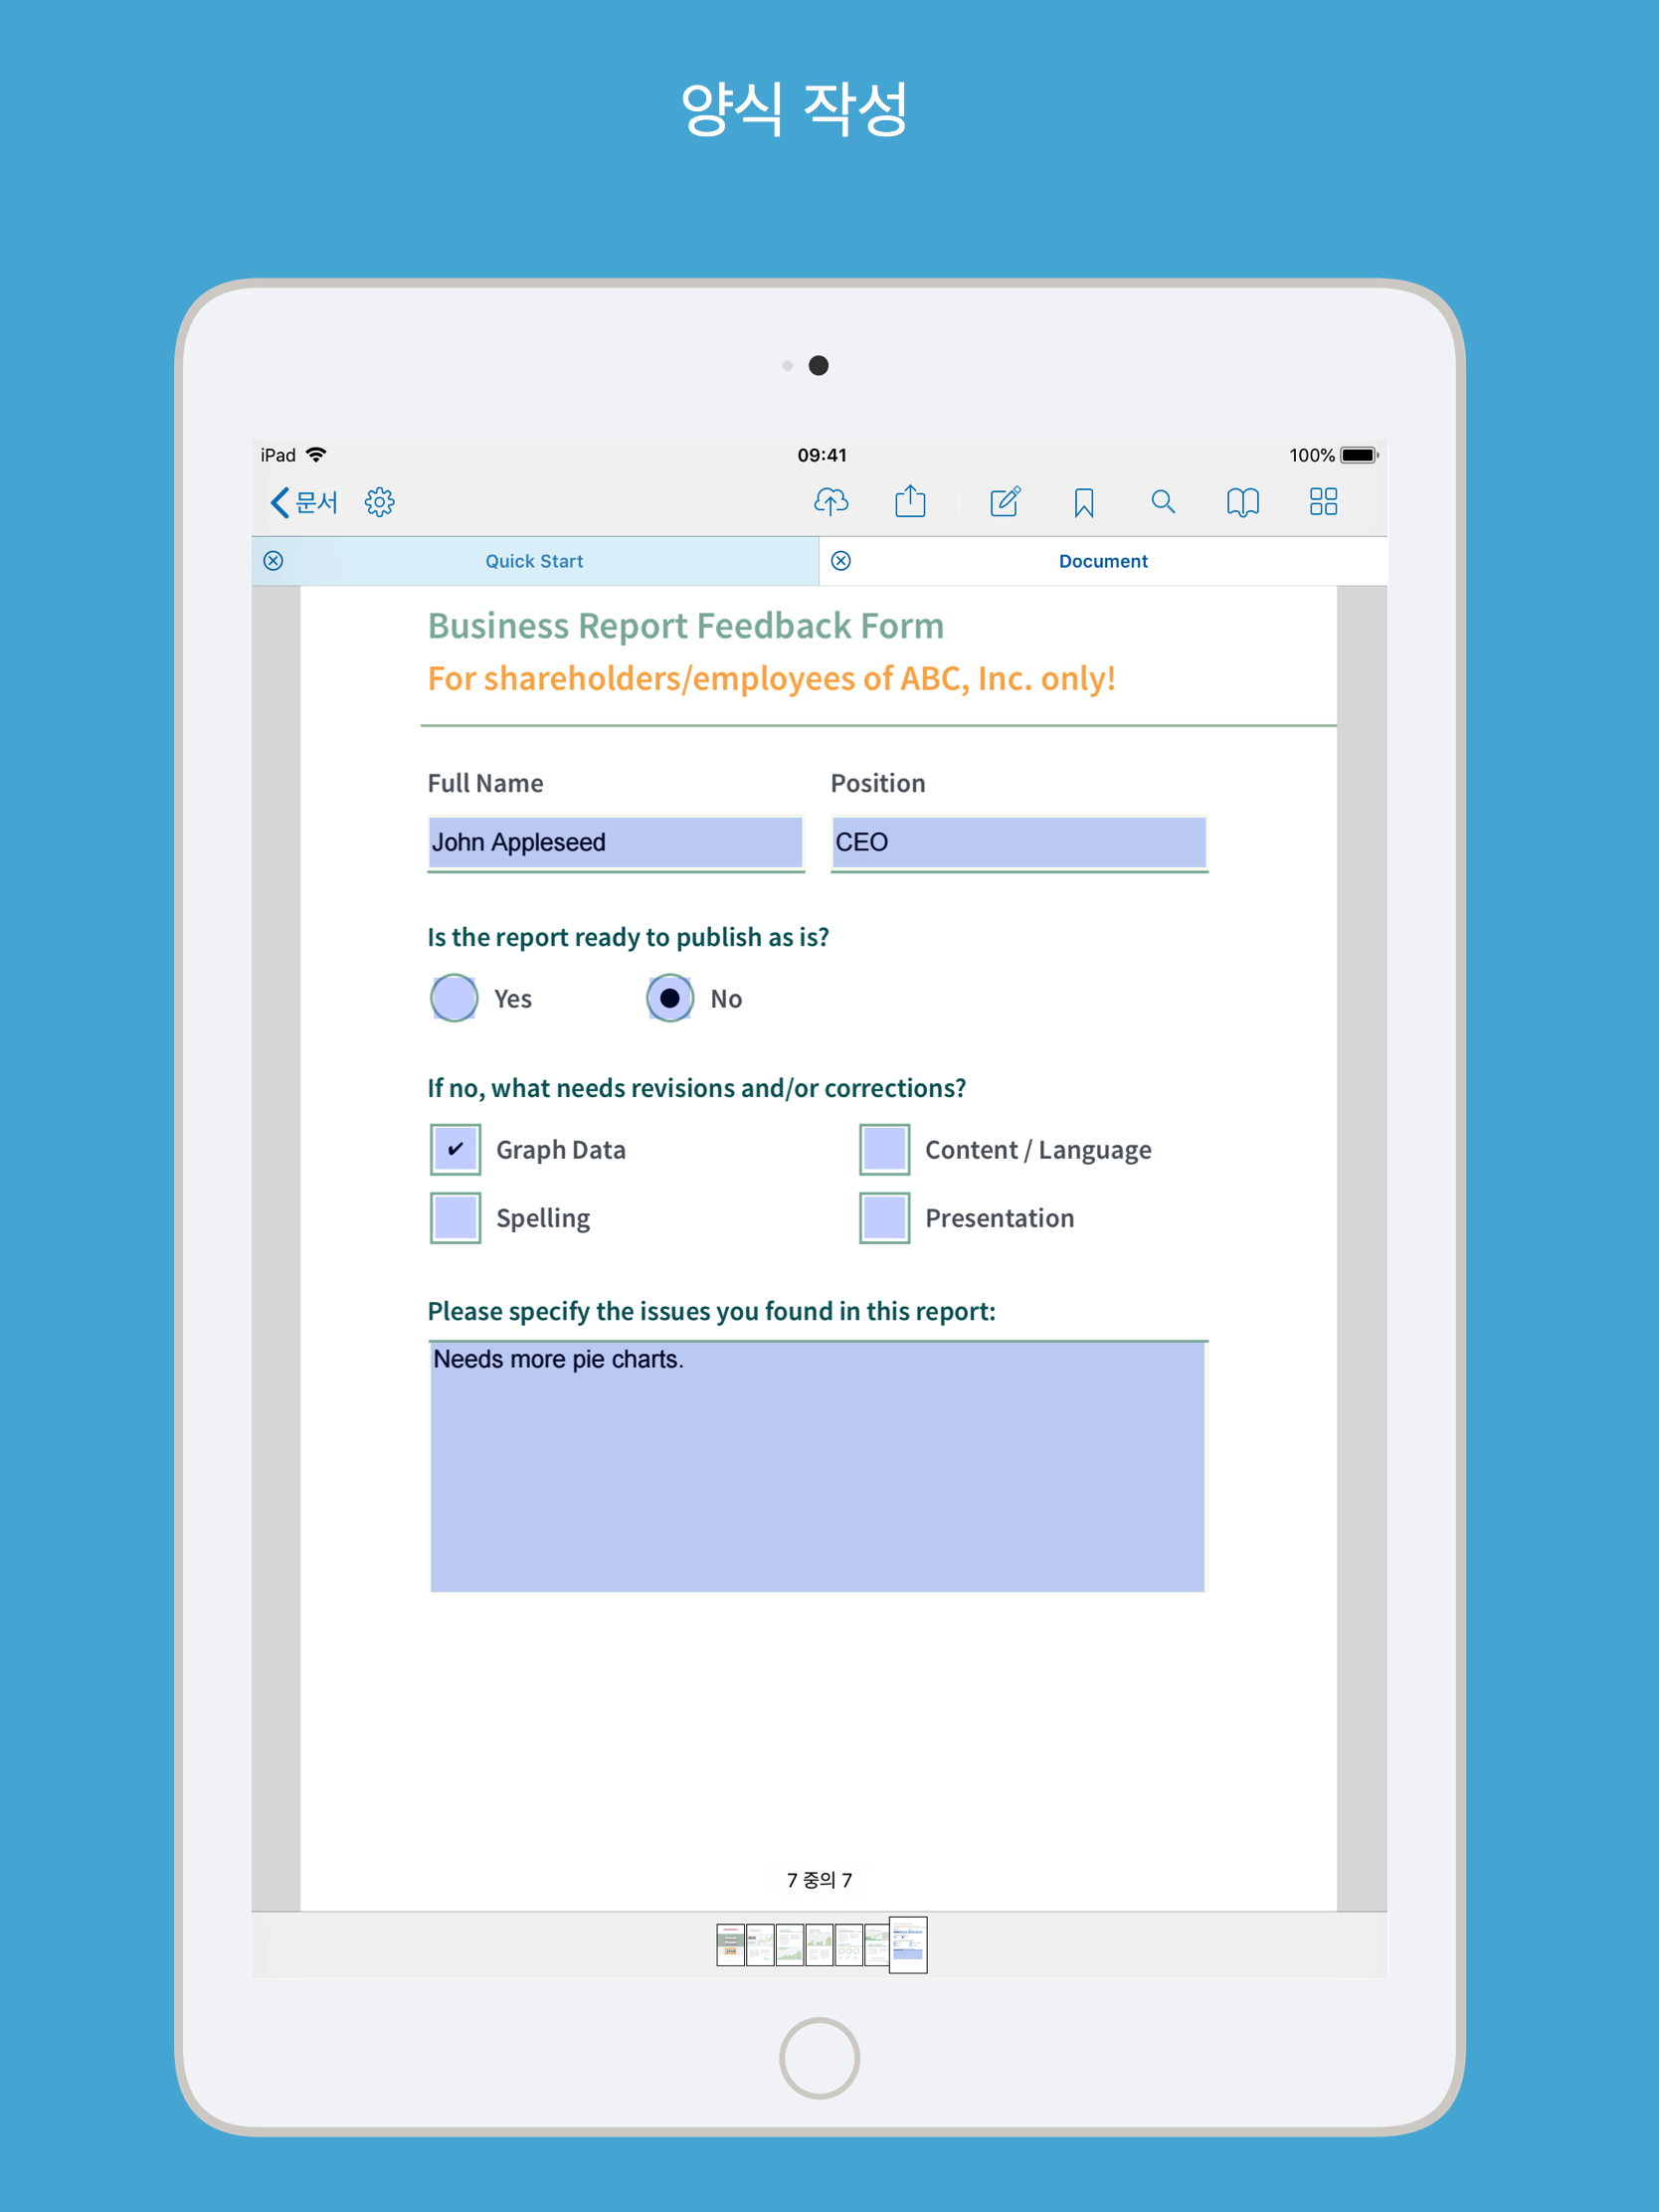 양식 작성
iPad 09:41 100%
문서
Quick Start Document
Business Report Feedback Form
For shareholders/employees of ABC, Inc. only!
Full Name Position
John Appleseed CEO
Is the report ready to publish as is?
Yes No
If no, what needs revisions and/or corrections?
✔ Graph Data Content / Language
Spelling Presentation
Please specify the issues you found in this report:
Needs more pie charts.
7 중의 7